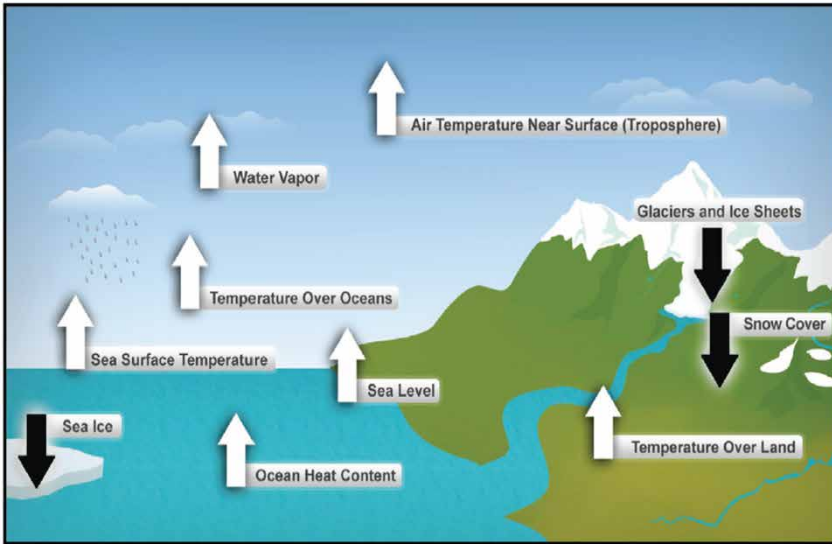 Air Temperature Near Surface (Troposphere)
Water Vapor
Glaciers and Ice Sheets
Temperature Over Oceans
Snow Cover
Sea Surface Temperature
Sea Level
Sea Ice
Temperature Over Land
Ocean Heat Content